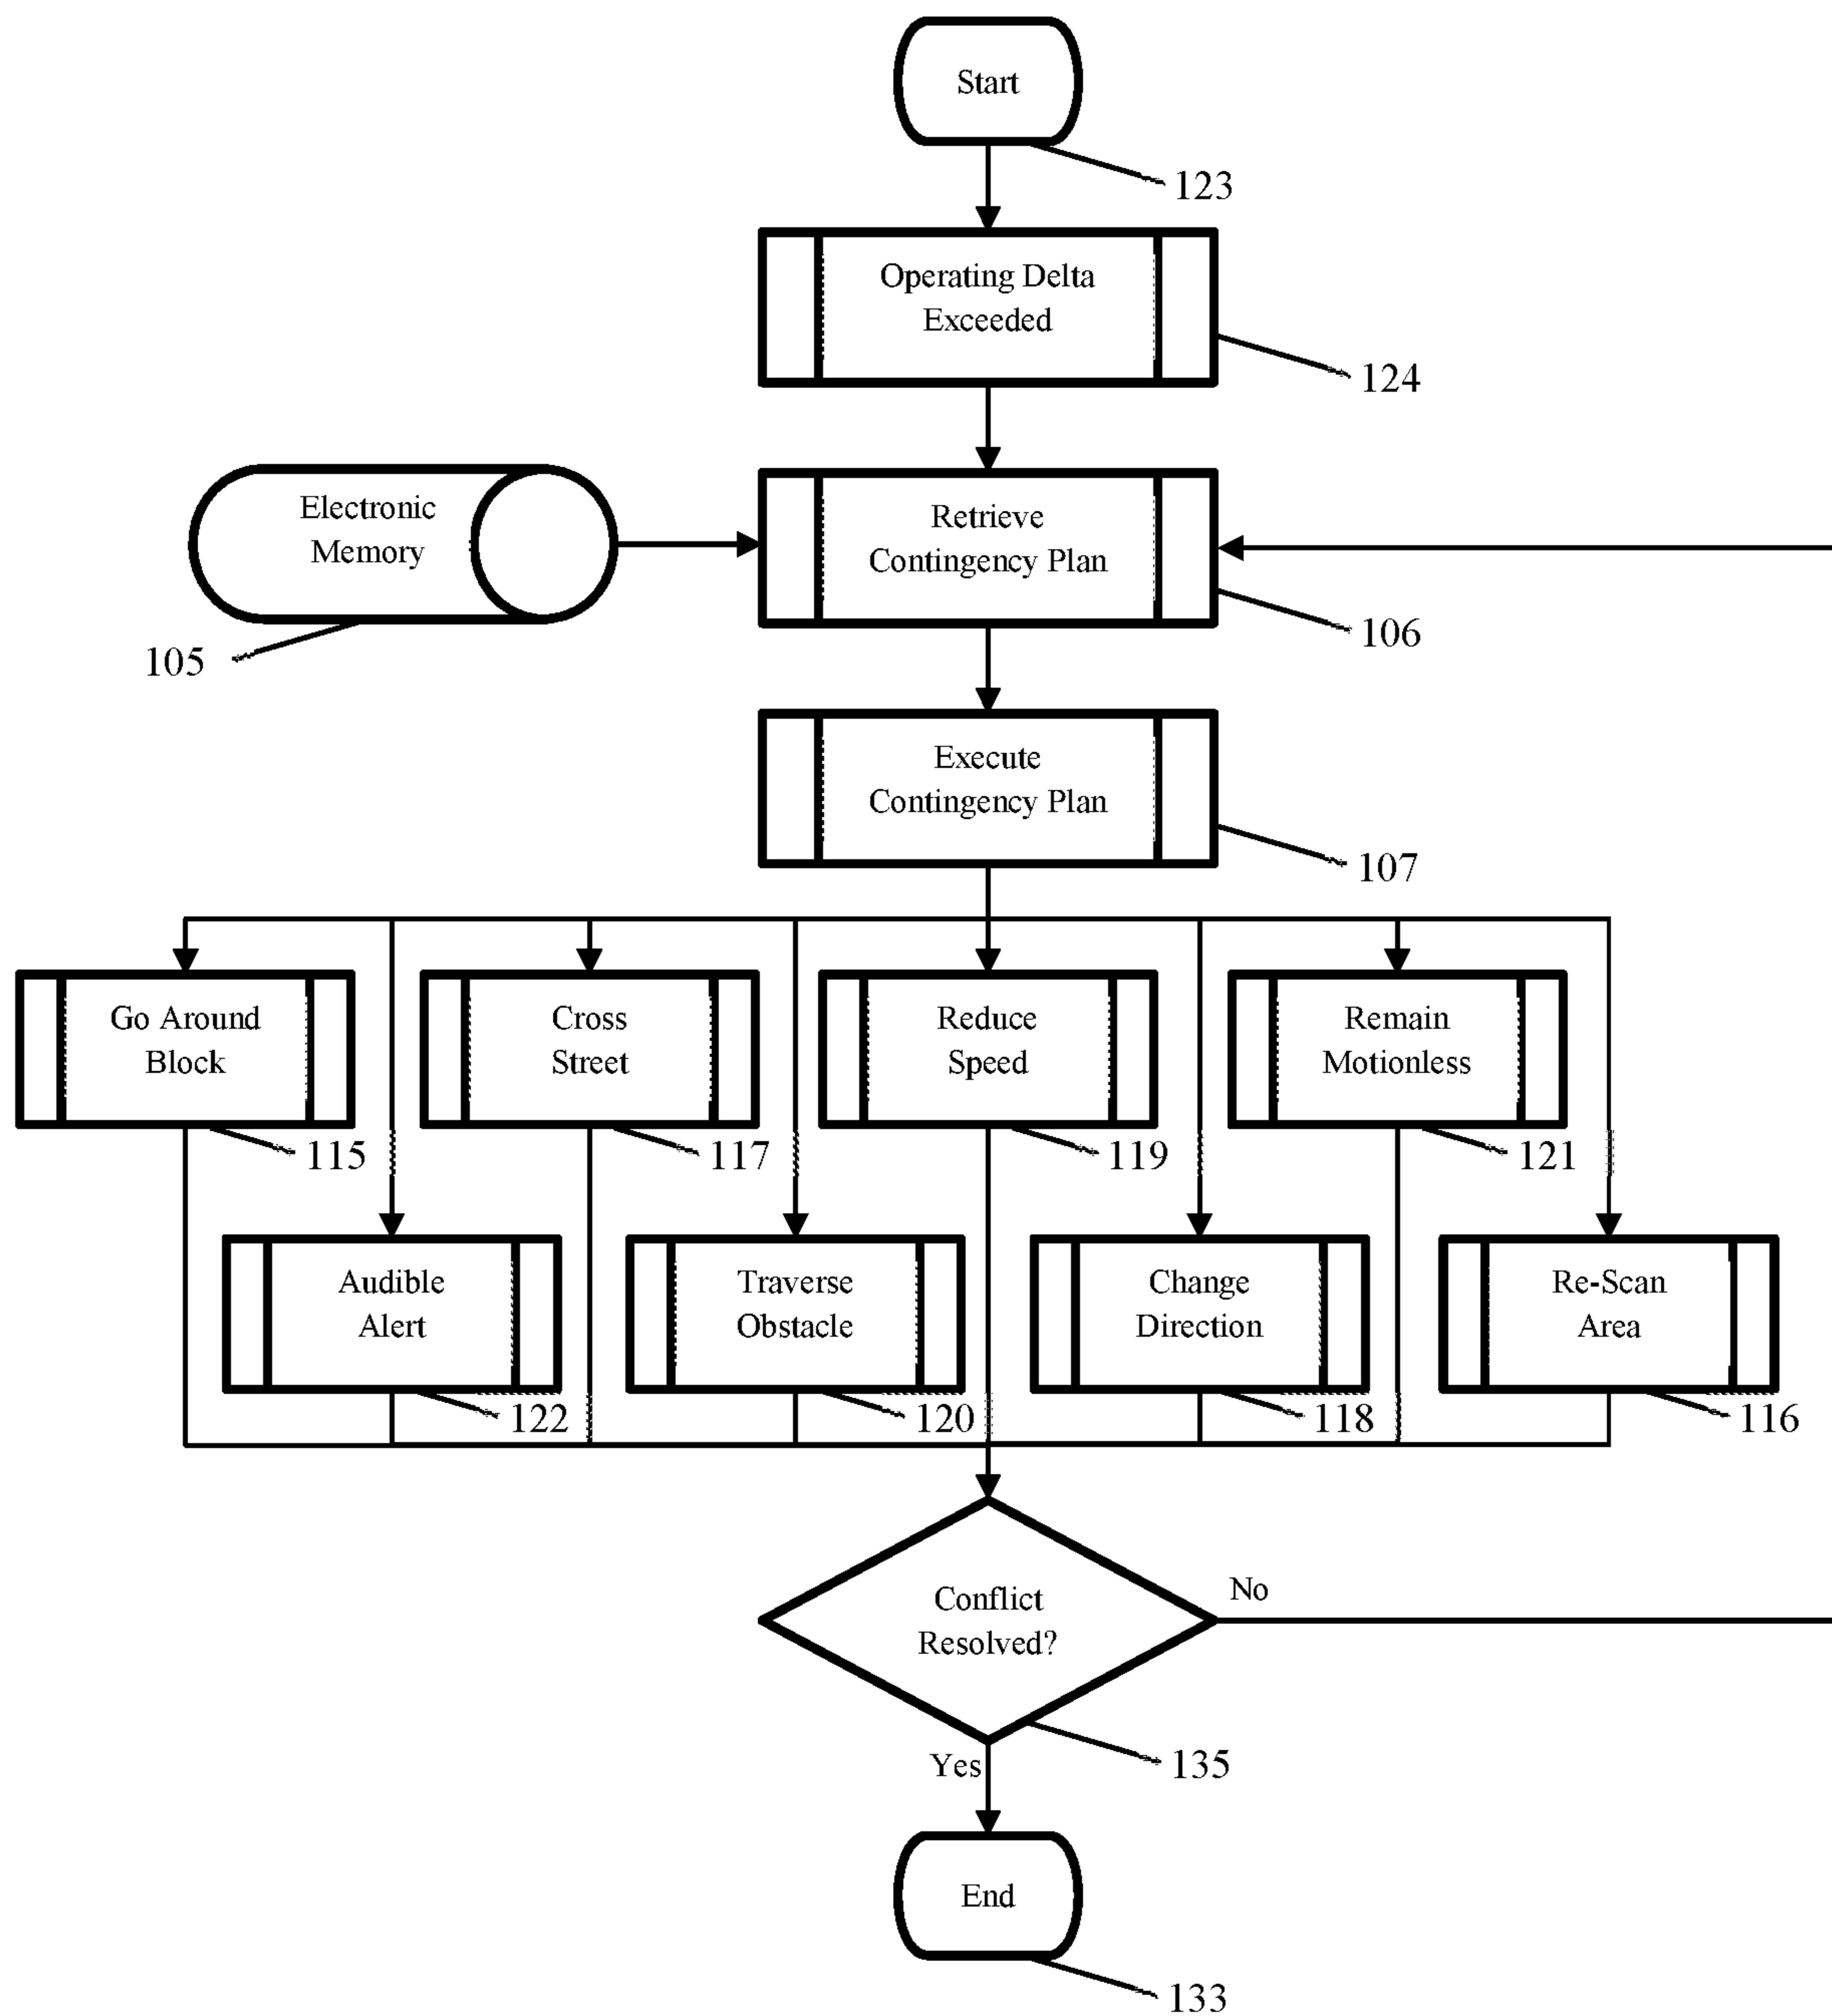 Start
123
Operating Delta
Exceeded
124
Electronic
Memory
105
Retrieve
Contingency Plan
106
Execute
Contingency Plan
107
Go Around
Block
115
Cross
Street
117
Reduce
Speed
119
Remain
Motionless
121
Audible
Alert
122
Traverse
Obstacle
120
Change
Direction
118
Re-Scan
Area
116
Conflict
Resolved?
No
135
Yes
End
133